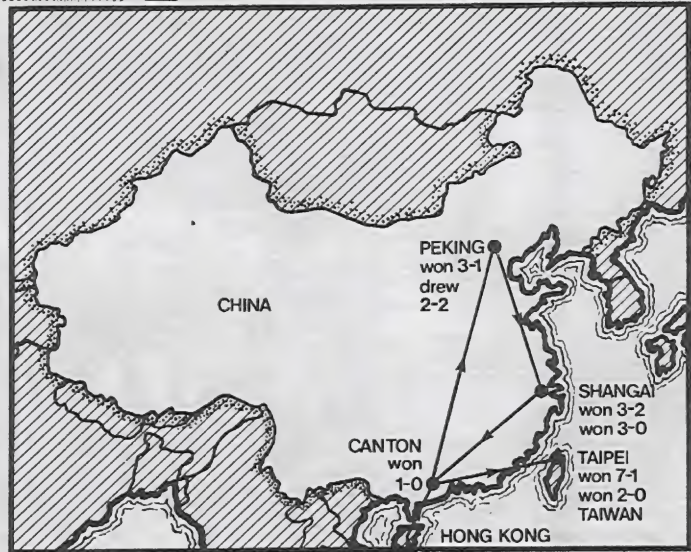 PEKING
won 3-1
drew
2-2
CHINA
SHANGAI
won 3-2
won 3-0
CANTON
won
1-0
TAIPEI
won 7-1
won 2-0
TAIWAN
HONG KONG